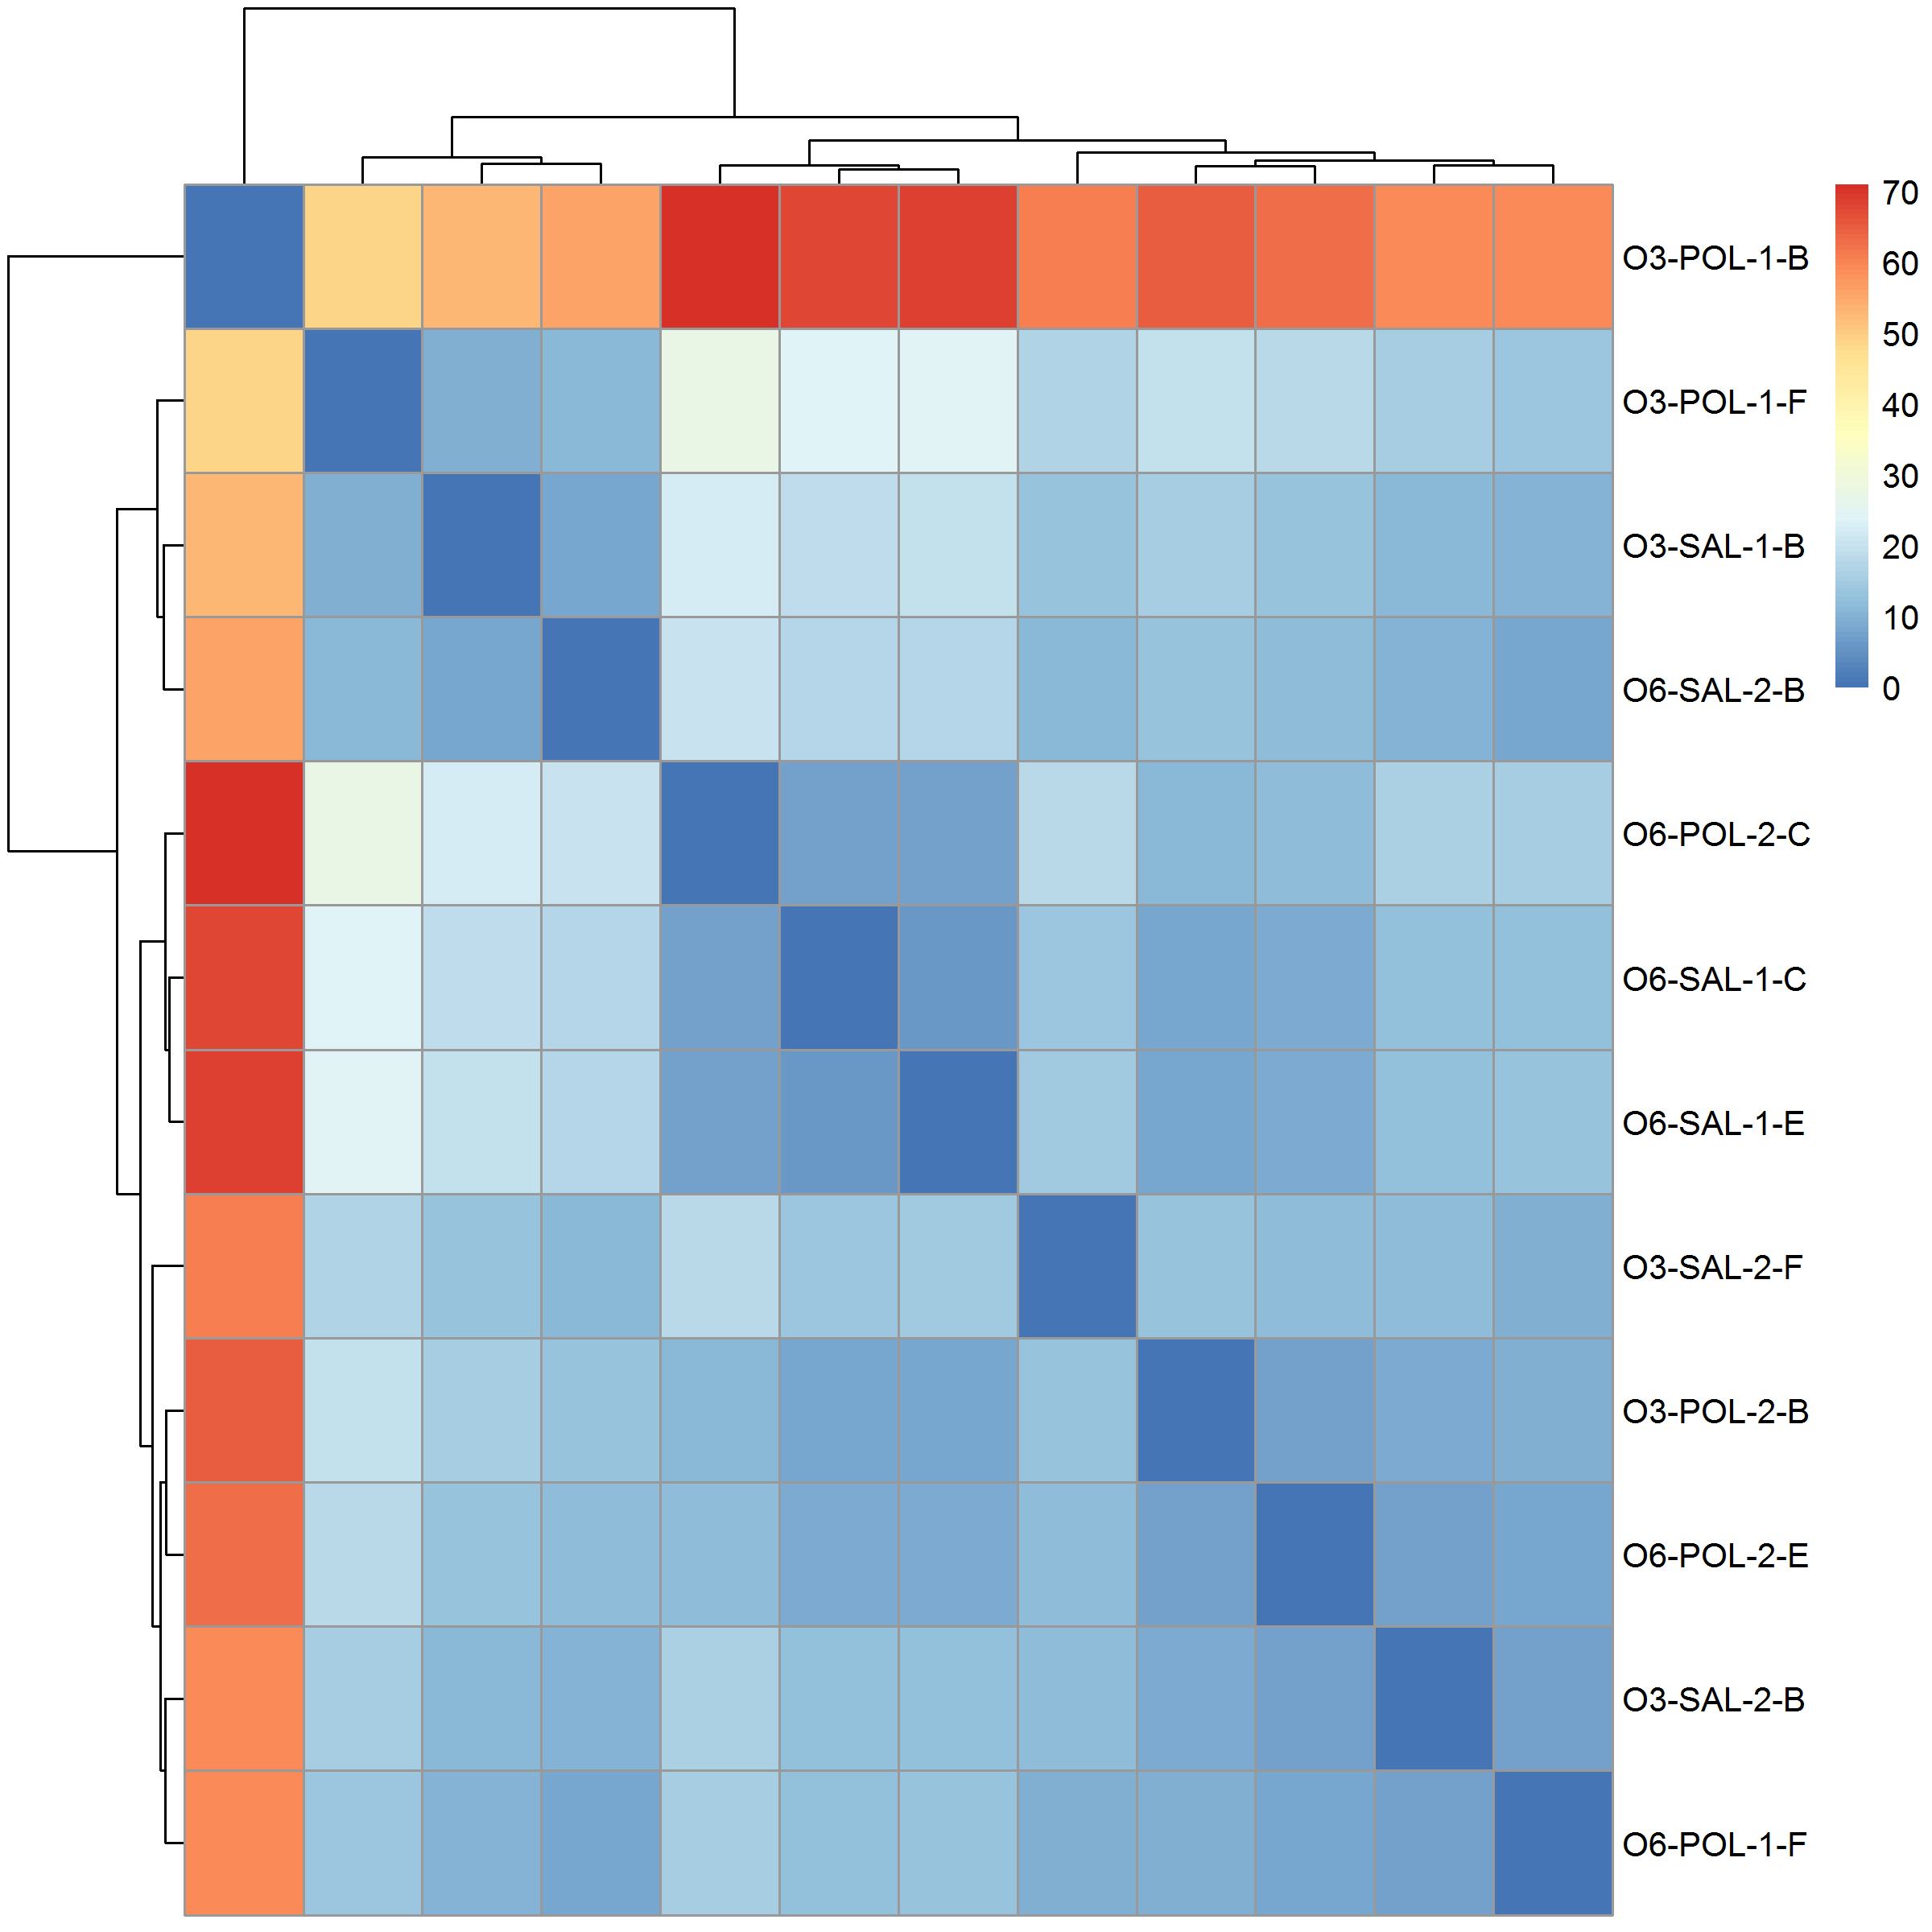 70
O3-POL-1-B
60
50
O3-POL-1-F
40
30
O3-SAL-1-B
20
10
O6-SAL-2-B
0
O6-POL-2-C
O6-SAL-1-C
O6-SAL-1-E
O3-SAL-2-F
O3-POL-2-B
O6-POL-2-E
O3-SAL-2-B
O6-POL-1-F